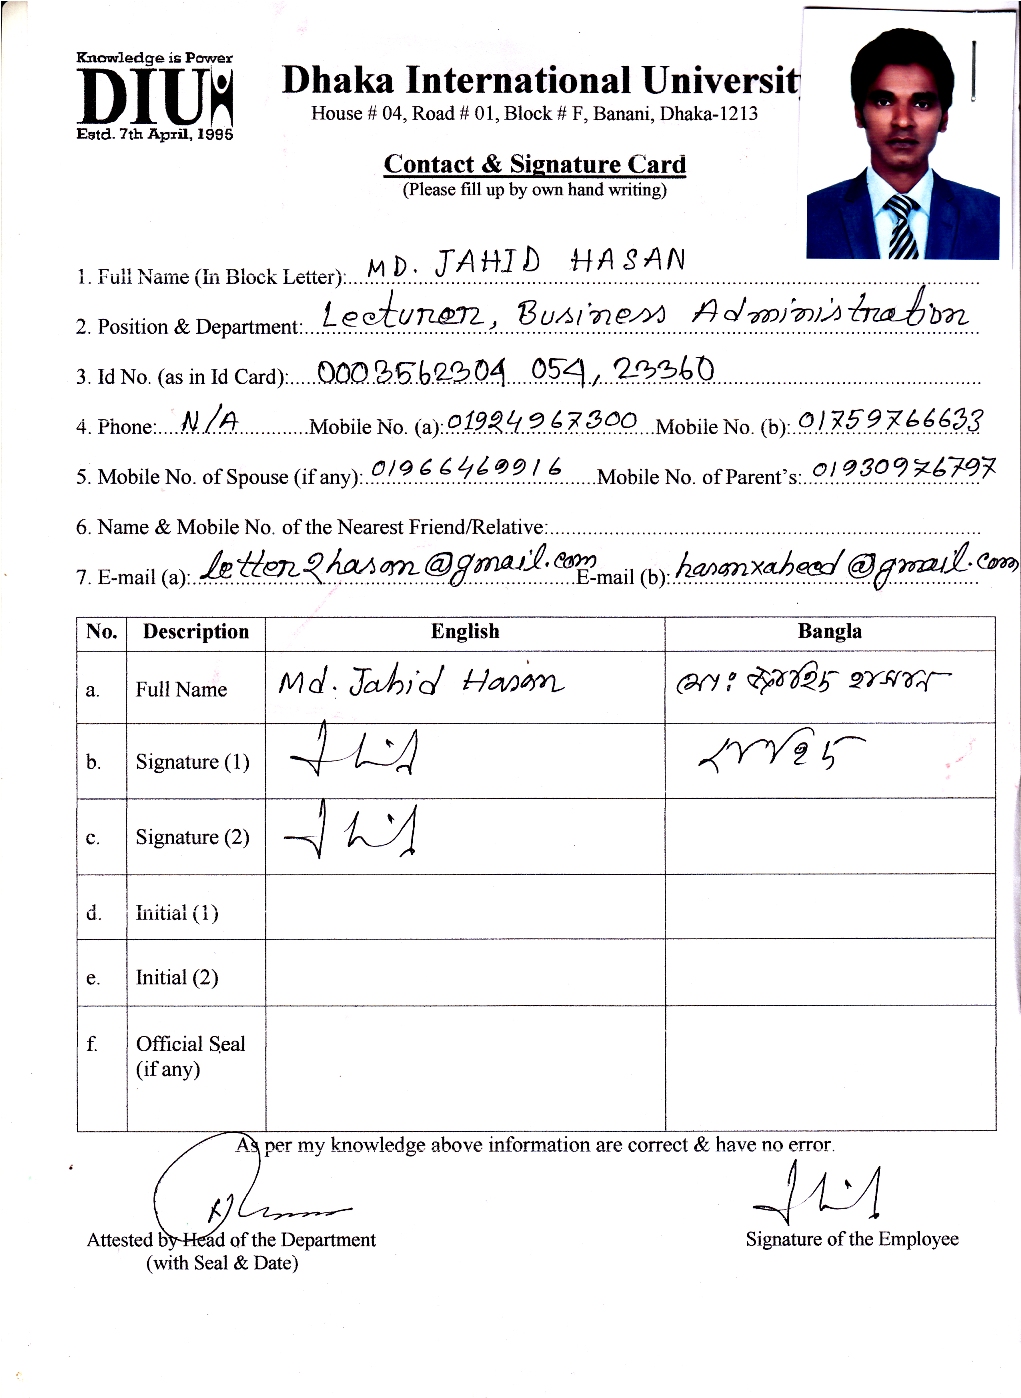 Knowledge is Power
DIU
Estd. 7th April, 1995
Dhaka International Universit
House # 04, Road # 01, Block # F, Banani, Dhaka-1213
Contact & Signature Card
(Please fill up by own hand writing)
1. Full Name (In Block Letter): MD. JAHID HASAN
2. Position & Department: Lecturer, Business Administration
3. Id No. (as in Id Card): 0003562304 054, 23360
4. Phone: N/A Mobile No. (a): 01924967300 Mobile No. (b): 01759766633
5. Mobile No. of Spouse (if any): 01966469916 Mobile No. of Parent's: 01930976797
6. Name & Mobile No. of the Nearest Friend/Relative:
7. E-mail (a): letter2hasan@gmail.com E-mail (b): hasanxaheed@gmail.com
No. Description English Bangla
a. Full Name Md. Jahid Hasan মোঃ জাহিদ হাসান
b. Signature (1) জাহিদ
c. Signature (2)
d. Initial (1)
e. Initial (2)
f. Official Seal
(if any)
As per my knowledge above information are correct & have no error.
Attested by Head of the Department
(with Seal & Date)
Signature of the Employee